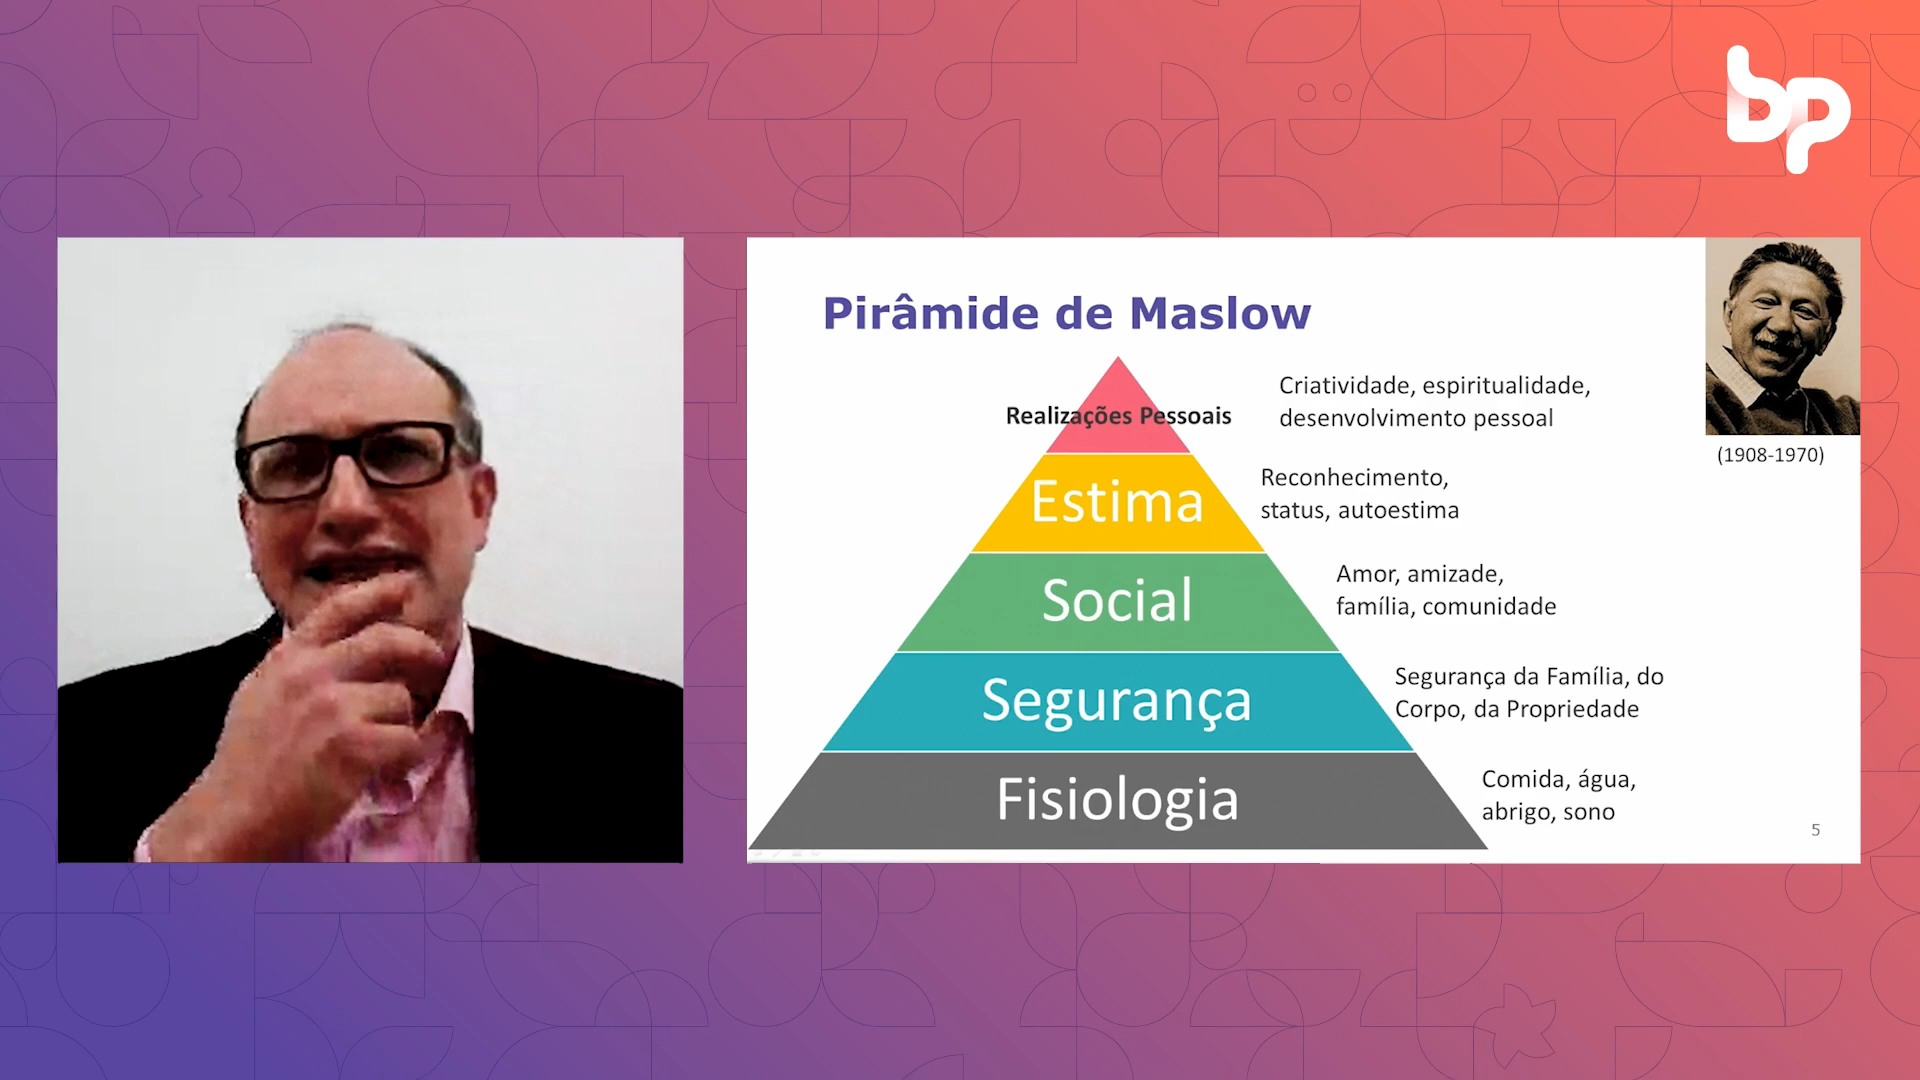 bp
Pirâmide de Maslow
Realizações Pessoais
Criatividade, espiritualidade,
desenvolvimento pessoal
(1908-1970)
Estima
Reconhecimento,
status, autoestima
Social
Amor, amizade,
família, comunidade
Segurança
Segurança da Família, do
Corpo, da Propriedade
Fisiologia
Comida, água,
abrigo, sono
5